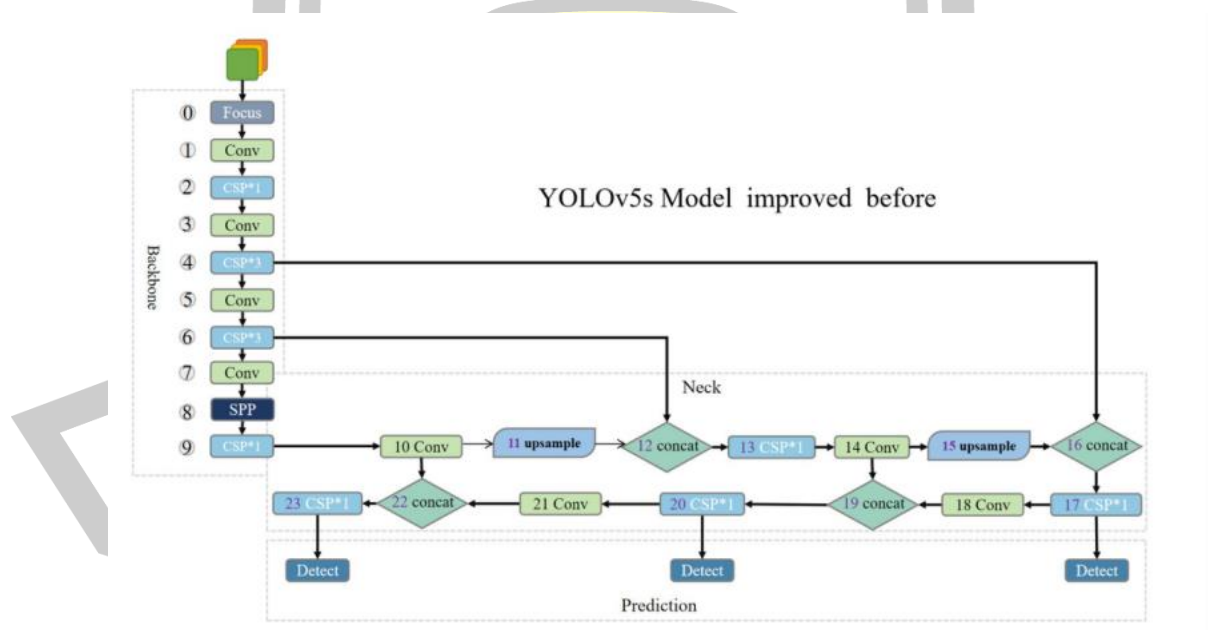 0 Focus
1 Conv
2 CSP*1
3 Conv
4 CSP*3
5 Conv
6 CSP*3
7 Conv
8 SPP
9 CSP*1
Backbone
YOLOv5s Model improved before
Neck
10 Conv
11 upsample
12 concat
13 CSP*1
14 Conv
15 upsample
16 concat
23 CSP*1
22 concat
21 Conv
20 CSP*1
19 concat
18 Conv
17 CSP*1
Detect
Detect
Detect
Prediction